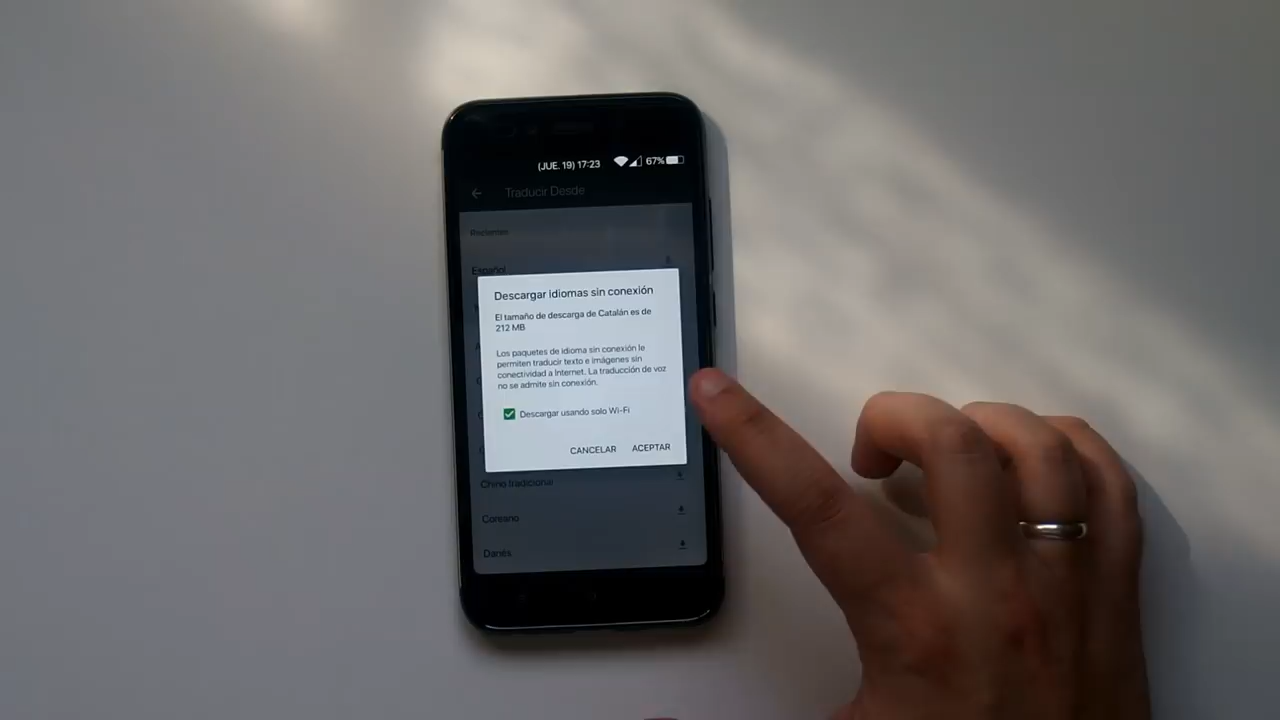 (JUE. 19) 17:23 67%
Traducir Desde
Recientes
Español
Descargar idiomas sin conexión
El tamaño de descarga de Catalán es de
212 MB
Los paquetes de idioma sin conexión le
permiten traducir texto e imágenes sin
conectividad a Internet. La traducción de voz
no se admite sin conexión.
Descargar usando solo Wi-Fi
CANCELAR ACEPTAR
Chino tradicional
Coreano
Danés